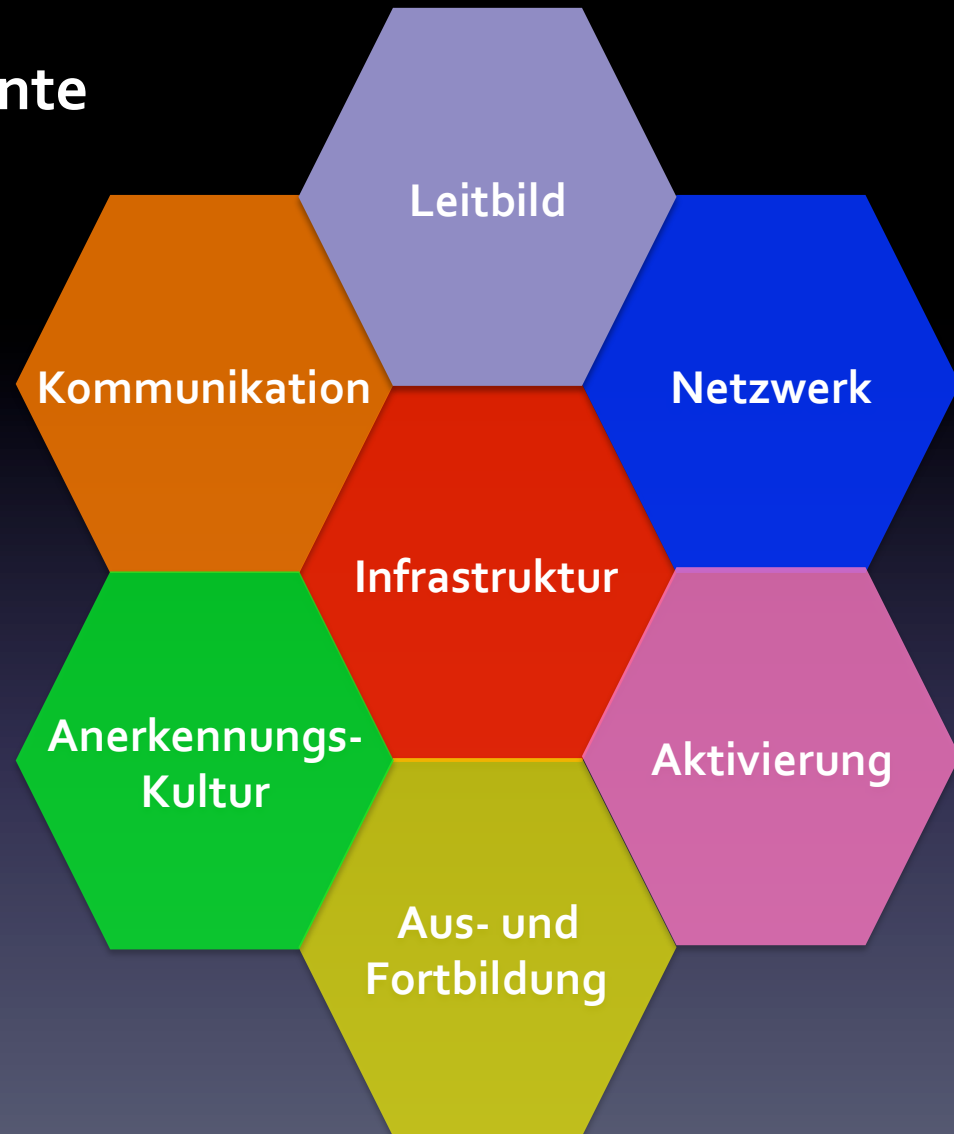 nte
Leitbild
Kommunikation
Netzwerk
Infrastruktur
Anerkennungs-
Kultur
Aktivierung
Aus- und
Fortbildung